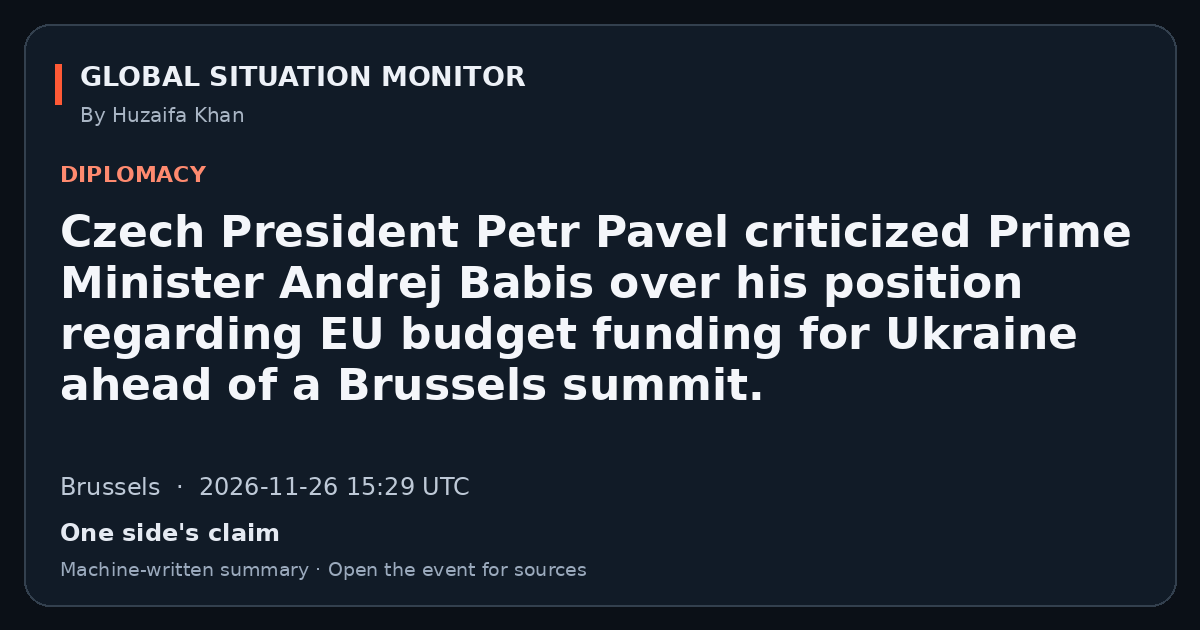 GLOBAL SITUATION MONITOR
By Huzaifa Khan
DIPLOMACY
Czech President Petr Pavel criticized Prime
Minister Andrej Babis over his position
regarding EU budget funding for Ukraine
ahead of a Brussels summit.
Brussels · 2026-11-26 15:29 UTC
One side's claim
Machine-written summary · Open the event for sources